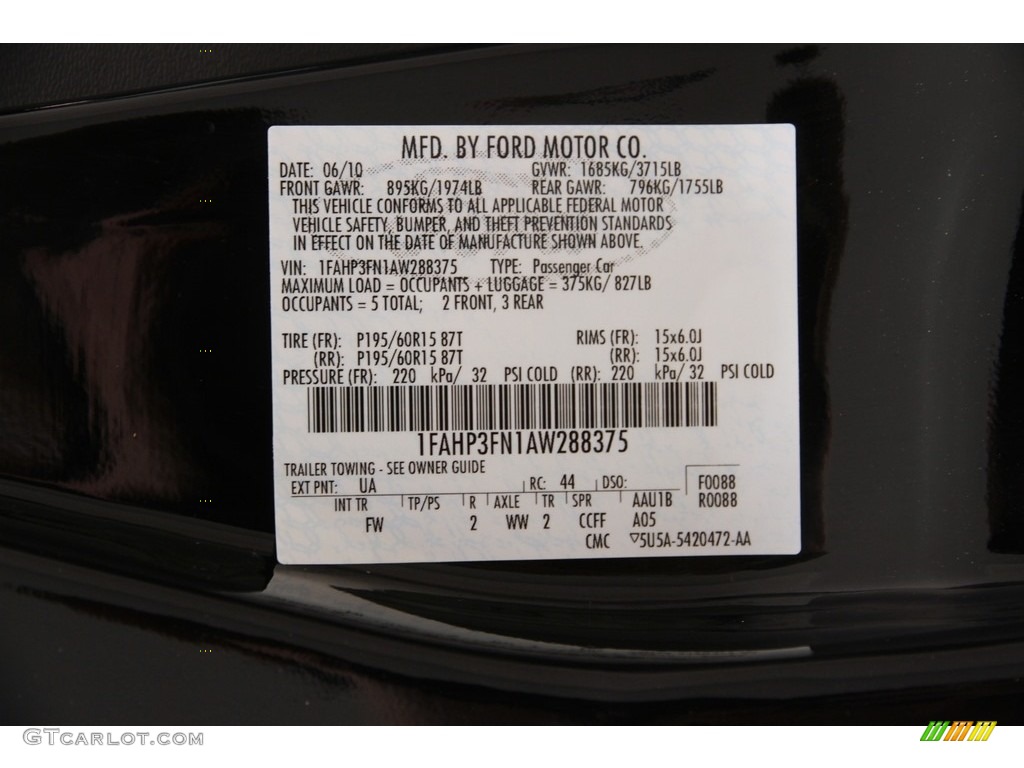 MFD. BY FORD MOTOR CO.
DATE: 06/10 GVWR: 1685KG/3715LB
FRONT GAWR: 895KG/1974LB REAR GAWR: 796KG/1755LB
THIS VEHICLE CONFORMS TO ALL APPLICABLE FEDERAL MOTOR
VEHICLE SAFETY, BUMPER, AND THEFT PREVENTION STANDARDS
IN EFFECT ON THE DATE OF MANUFACTURE SHOWN ABOVE.
VIN: 1FAHP3FN1AW288375 TYPE: Passenger Car
MAXIMUM LOAD = OCCUPANTS + LUGGAGE = 375KG/ 827LB
OCCUPANTS = 5 TOTAL; 2 FRONT, 3 REAR
TIRE (FR): P195/60R15 87T RIMS (FR): 15x6.0J
(RR): P195/60R15 87T (RR): 15x6.0J
PRESSURE (FR): 220 kPa/ 32 PSI COLD (RR): 220 kPa/ 32 PSI COLD
1FAHP3FN1AW288375
TRAILER TOWING - SEE OWNER GUIDE
EXT PNT: UA RC: 44 DSO: F0088
INT TR TP/PS R AXLE TR SPR AAU1B R0088
FW 2 WW 2 CCFF A05
CMC ▽5U5A-5420472-AA
GTCarlot.com